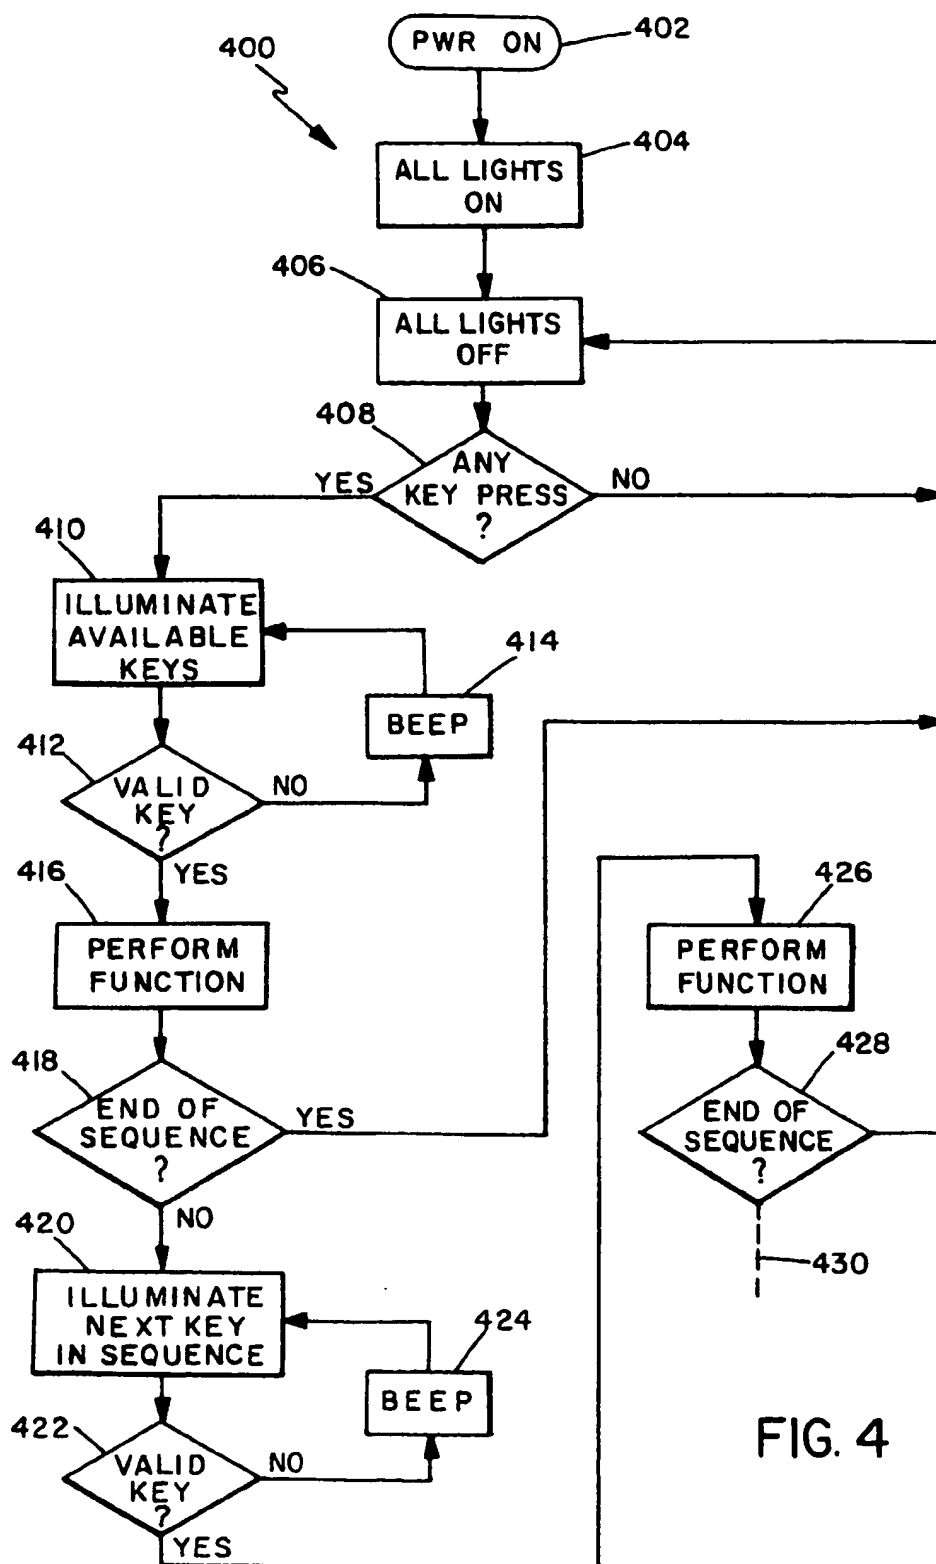 400
PWR ON
402
ALL LIGHTS
ON
404
406
ALL LIGHTS
OFF
408
ANY
KEY PRESS
?
YES
NO
410
ILLUMINATE
AVAILABLE
KEYS
414
BEEP
412
VALID
KEY
?
NO
YES
416
PERFORM
FUNCTION
418
END OF
SEQUENCE
?
YES
NO
420
ILLUMINATE
NEXT KEY
IN SEQUENCE
424
BEEP
422
VALID
KEY
?
NO
YES
426
PERFORM
FUNCTION
428
END OF
SEQUENCE
?
430
FIG. 4